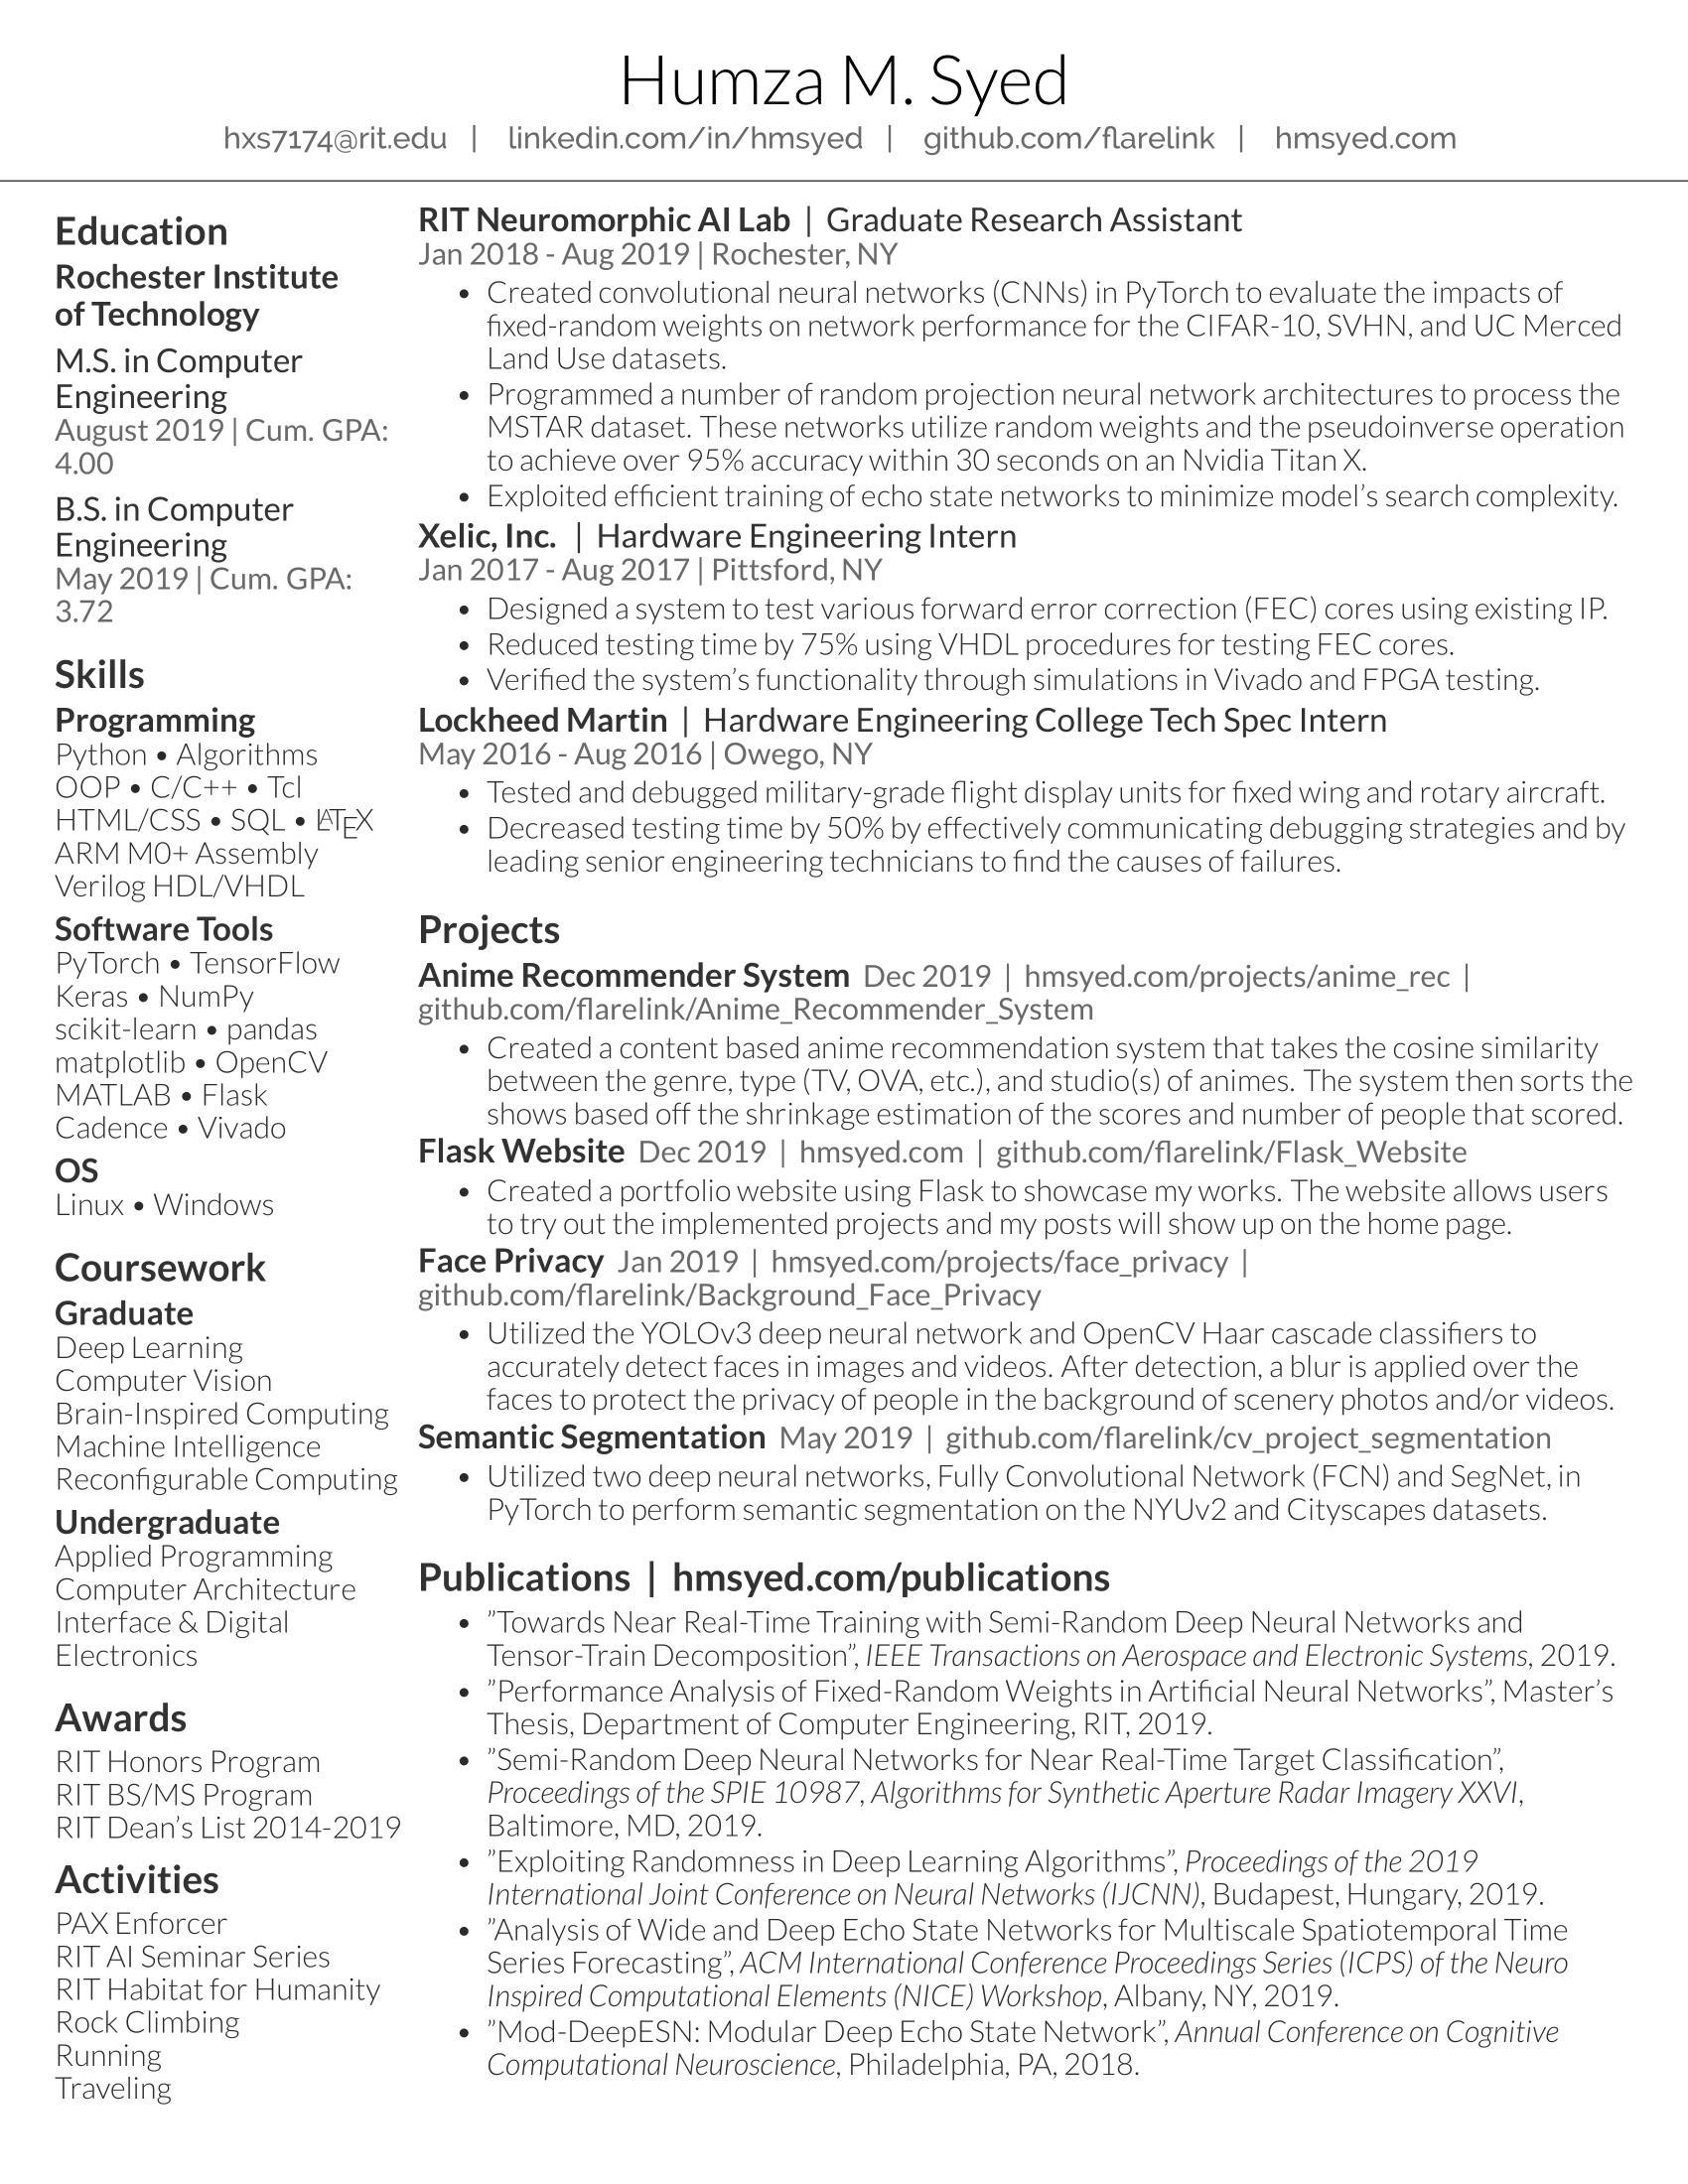 Humza M. Syed
hxs7174@rit.edu | linkedin.com/in/hmsyed | github.com/flarelink | hmsyed.com
Education
Rochester Institute
of Technology
M.S. in Computer
Engineering
August 2019 | Cum. GPA:
4.00
B.S. in Computer
Engineering
May 2019 | Cum. GPA:
3.72
Skills
Programming
Python • Algorithms
OOP • C/C++ • Tcl
HTML/CSS • SQL • LATEX
ARM M0+ Assembly
Verilog HDL/VHDL
Software Tools
PyTorch • TensorFlow
Keras • NumPy
scikit-learn • pandas
matplotlib • OpenCV
MATLAB • Flask
Cadence • Vivado
OS
Linux • Windows
Coursework
Graduate
Deep Learning
Computer Vision
Brain-Inspired Computing
Machine Intelligence
Reconfigurable Computing
Undergraduate
Applied Programming
Computer Architecture
Interface & Digital
Electronics
Awards
RIT Honors Program
RIT BS/MS Program
RIT Dean's List 2014-2019
Activities
PAX Enforcer
RIT AI Seminar Series
RIT Habitat for Humanity
Rock Climbing
Running
Traveling
RIT Neuromorphic AI Lab | Graduate Research Assistant
Jan 2018 - Aug 2019 | Rochester, NY
• Created convolutional neural networks (CNNs) in PyTorch to evaluate the impacts of
fixed-random weights on network performance for the CIFAR-10, SVHN, and UC Merced
Land Use datasets.
• Programmed a number of random projection neural network architectures to process the
MSTAR dataset. These networks utilize random weights and the pseudoinverse operation
to achieve over 95% accuracy within 30 seconds on an Nvidia Titan X.
• Exploited efficient training of echo state networks to minimize model's search complexity.
Xelic, Inc. | Hardware Engineering Intern
Jan 2017 - Aug 2017 | Pittsford, NY
• Designed a system to test various forward error correction (FEC) cores using existing IP.
• Reduced testing time by 75% using VHDL procedures for testing FEC cores.
• Verified the system's functionality through simulations in Vivado and FPGA testing.
Lockheed Martin | Hardware Engineering College Tech Spec Intern
May 2016 - Aug 2016 | Owego, NY
• Tested and debugged military-grade flight display units for fixed wing and rotary aircraft.
• Decreased testing time by 50% by effectively communicating debugging strategies and by
leading senior engineering technicians to find the causes of failures.
Projects
Anime Recommender System Dec 2019 | hmsyed.com/projects/anime_rec |
github.com/flarelink/Anime_Recommender_System
• Created a content based anime recommendation system that takes the cosine similarity
between the genre, type (TV, OVA, etc.), and studio(s) of animes. The system then sorts the
shows based off the shrinkage estimation of the scores and number of people that scored.
Flask Website Dec 2019 | hmsyed.com | github.com/flarelink/Flask_Website
• Created a portfolio website using Flask to showcase my works. The website allows users
to try out the implemented projects and my posts will show up on the home page.
Face Privacy Jan 2019 | hmsyed.com/projects/face_privacy |
github.com/flarelink/Background_Face_Privacy
• Utilized the YOLOv3 deep neural network and OpenCV Haar cascade classifiers to
accurately detect faces in images and videos. After detection, a blur is applied over the
faces to protect the privacy of people in the background of scenery photos and/or videos.
Semantic Segmentation May 2019 | github.com/flarelink/cv_project_segmentation
• Utilized two deep neural networks, Fully Convolutional Network (FCN) and SegNet, in
PyTorch to perform semantic segmentation on the NYUv2 and Cityscapes datasets.
Publications | hmsyed.com/publications
• ”Towards Near Real-Time Training with Semi-Random Deep Neural Networks and
Tensor-Train Decomposition”, IEEE Transactions on Aerospace and Electronic Systems, 2019.
• ”Performance Analysis of Fixed-Random Weights in Artificial Neural Networks”, Master's
Thesis, Department of Computer Engineering, RIT, 2019.
• ”Semi-Random Deep Neural Networks for Near Real-Time Target Classification”,
Proceedings of the SPIE 10987, Algorithms for Synthetic Aperture Radar Imagery XXVI,
Baltimore, MD, 2019.
• ”Exploiting Randomness in Deep Learning Algorithms”, Proceedings of the 2019
International Joint Conference on Neural Networks (IJCNN), Budapest, Hungary, 2019.
• ”Analysis of Wide and Deep Echo State Networks for Multiscale Spatiotemporal Time
Series Forecasting”, ACM International Conference Proceedings Series (ICPS) of the Neuro
Inspired Computational Elements (NICE) Workshop, Albany, NY, 2019.
• ”Mod-DeepESN: Modular Deep Echo State Network”, Annual Conference on Cognitive
Computational Neuroscience, Philadelphia, PA, 2018.